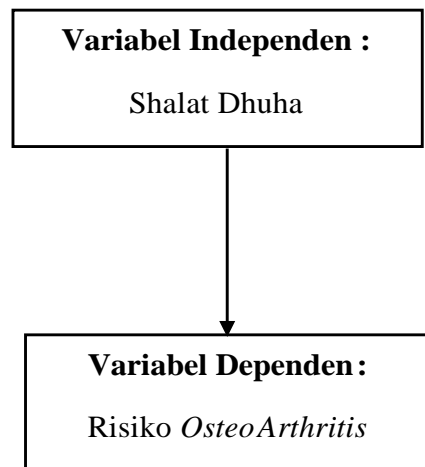 Variabel Independen :
Shalat Dhuha
Variabel Dependen :
Risiko OsteoArthritis